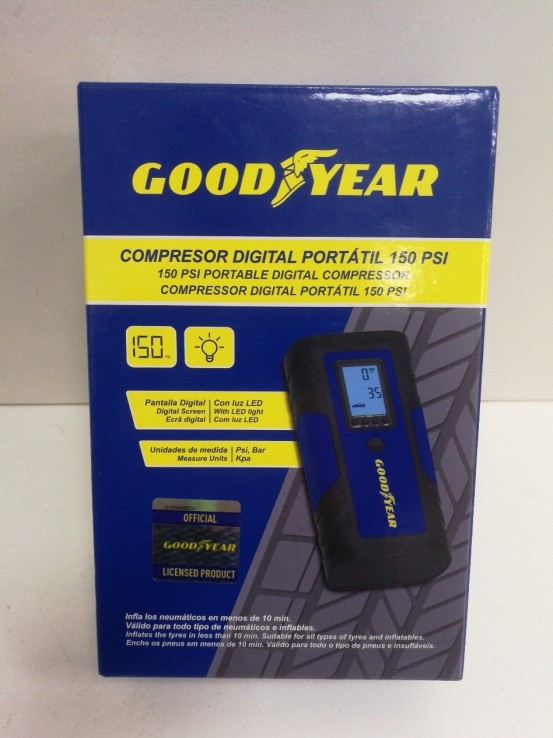 GOOD YEAR
COMPRESOR DIGITAL PORTÁTIL 150 PSI
150 PSI PORTABLE DIGITAL COMPRESSOR
COMPRESSOR DIGITAL PORTÁTIL 150 PSI
150
Pantalla Digital | Con luz LED
Digital Screen | With LED light
Ecrã digital | Com luz LED
Unidades de medida | Psi, Bar
Measure Units | Kpa
0
35
GOODYEAR
OFFICIAL
GOODYEAR
LICENSED PRODUCT
Infla los neumáticos en menos de 10 min.
Válido para todo tipo de neumáticos e inflables.
Inflates the tyres in less than 10 min. Suitable for all types of tyres and inflatables.
Enche os pneus em menos de 10 min. Válido para todo o tipo de pneus e insufláveis.